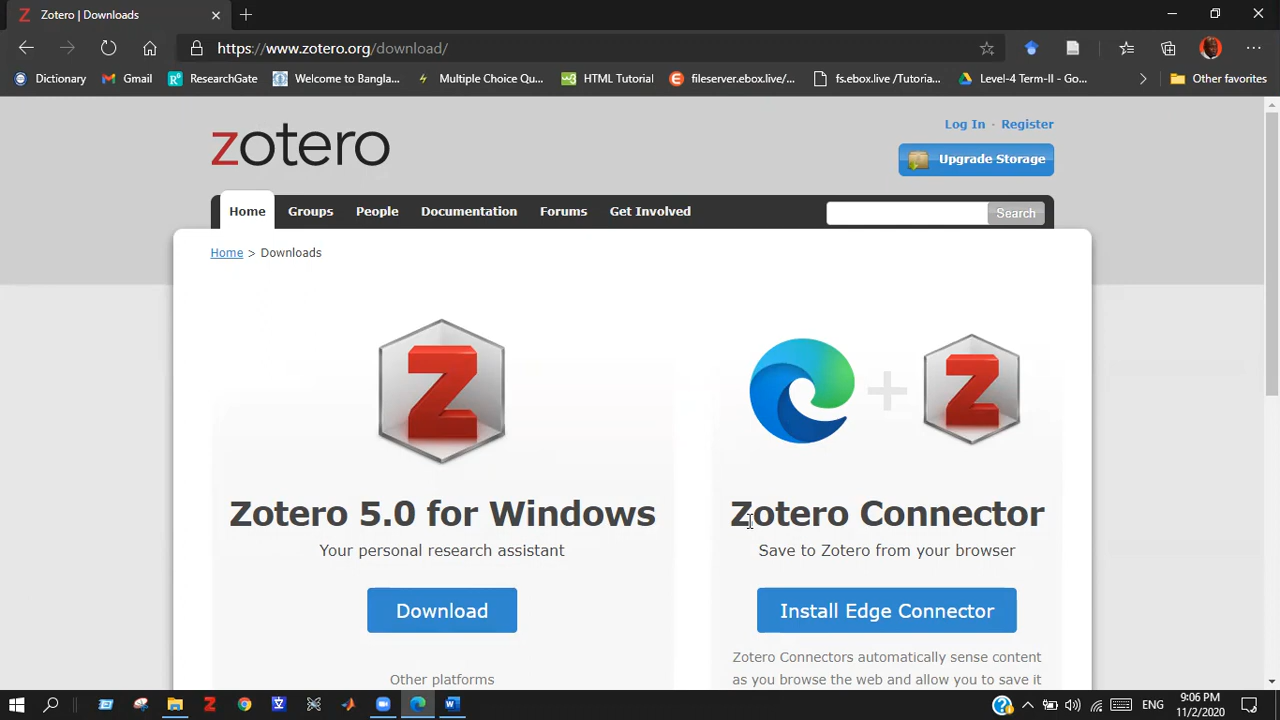 Zotero | Downloads
https://www.zotero.org/download/
Dictionary Gmail ResearchGate Welcome to Bangla... Multiple Choice Qu... HTML Tutorial fileserver.ebox.live/... fs.ebox.live /Tutoria... Level-4 Term-II - Go... Other favorites
zotero
Log In · Register
Upgrade Storage
Home Groups People Documentation Forums Get Involved Search
Home > Downloads
Zotero 5.0 for Windows
Your personal research assistant
Download
Other platforms
Zotero Connector
Save to Zotero from your browser
Install Edge Connector
Zotero Connectors automatically sense content
as you browse the web and allow you to save it
ENG
9:06 PM
11/2/2020